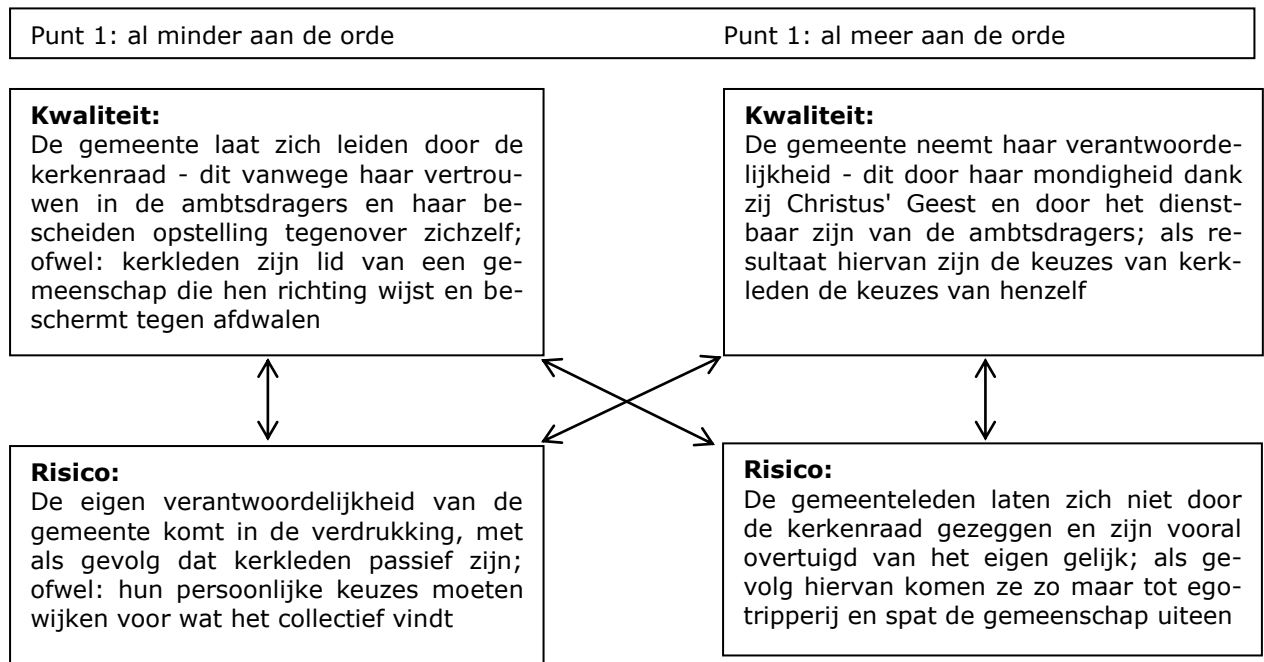 Punt 1: al minder aan de orde
Punt 1: al meer aan de orde
Kwaliteit:
De gemeente laat zich leiden door de
kerkenraad - dit vanwege haar vertrou-
wen in de ambtsdragers en haar be-
scheiden opstelling tegenover zichzelf;
ofwel: kerkleden zijn lid van een ge-
meenschap die hen richting wijst en be-
schermt tegen afdwalen
Kwaliteit:
De gemeente neemt haar verantwoorde-
lijkheid - dit door haar mondigheid dank
zij Christus' Geest en door het dienst-
baar zijn van de ambtsdragers; als re-
sultaat hiervan zijn de keuzes van kerk-
leden de keuzes van henzelf
Risico:
De eigen verantwoordelijkheid van de
gemeente komt in de verdrukking, met
als gevolg dat kerkleden passief zijn;
ofwel: hun persoonlijke keuzes moeten
wijken voor wat het collectief vindt
Risico:
De gemeenteleden laten zich niet door
de kerkenraad gezeggen en zijn vooral
overtuigd van het eigen gelijk; als ge-
volg hiervan komen ze zo maar tot ego-
tripperij en spat de gemeenschap uiteen